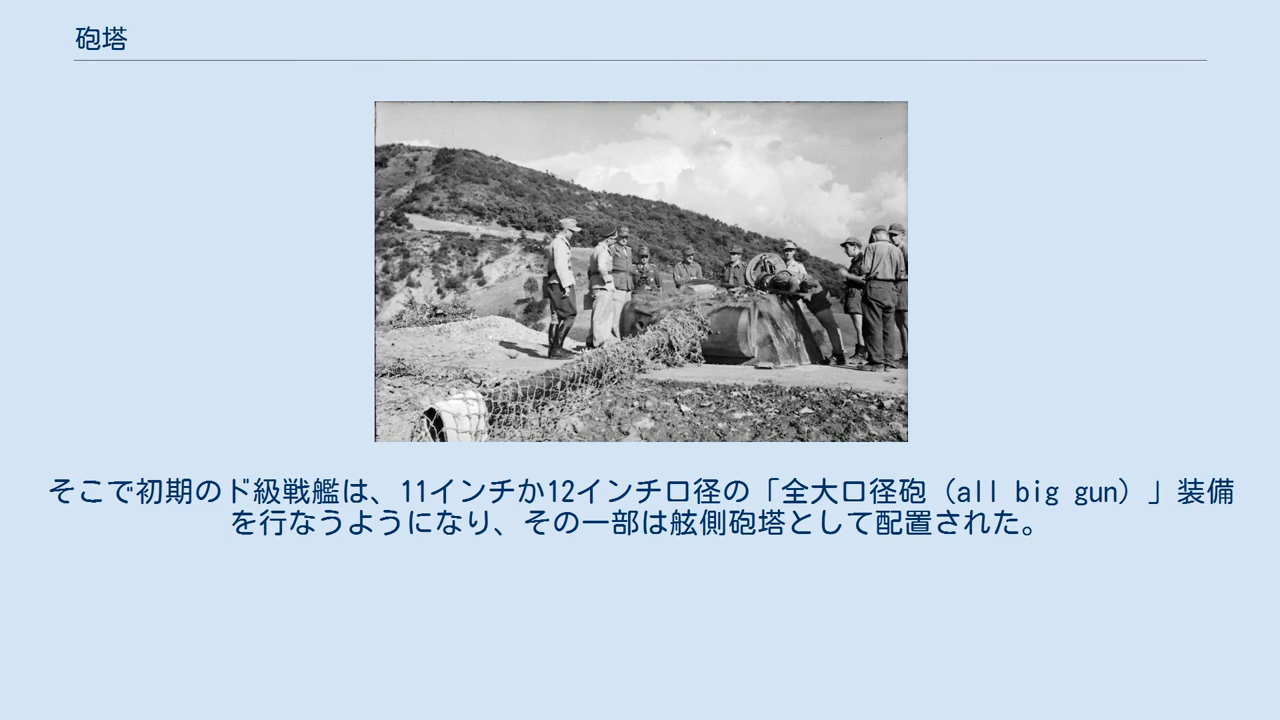 砲塔
そこで初期のド級戦艦は、11インチか12インチ口径の「全大口径砲（all big gun）」装備
を行なうようになり、その一部は舷側砲塔として配置された。